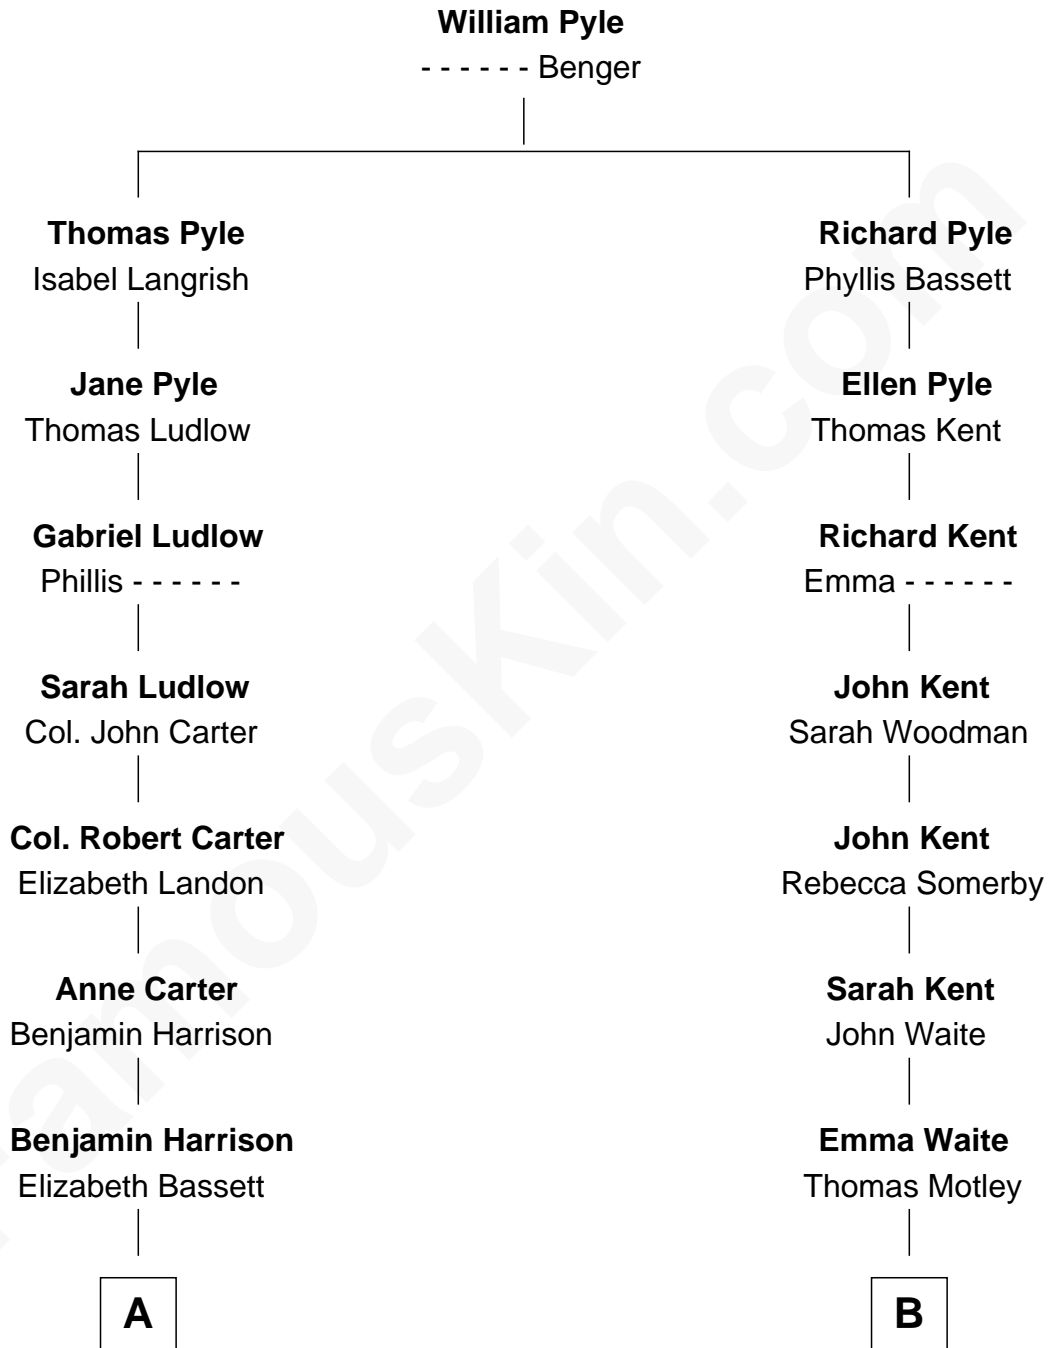 William Pyle
- - - - - - Benger
Thomas Pyle
Isabel Langrish
Richard Pyle
Phyllis Bassett
Jane Pyle
Thomas Ludlow
Ellen Pyle
Thomas Kent
Gabriel Ludlow
Phillis - - - - - -
Richard Kent
Emma - - - - - -
Sarah Ludlow
Col. John Carter
John Kent
Sarah Woodman
Col. Robert Carter
Elizabeth Landon
John Kent
Rebecca Somerby
Anne Carter
Benjamin Harrison
Sarah Kent
John Waite
Benjamin Harrison
Elizabeth Bassett
Emma Waite
Thomas Motley
A
B
FamousKin.com